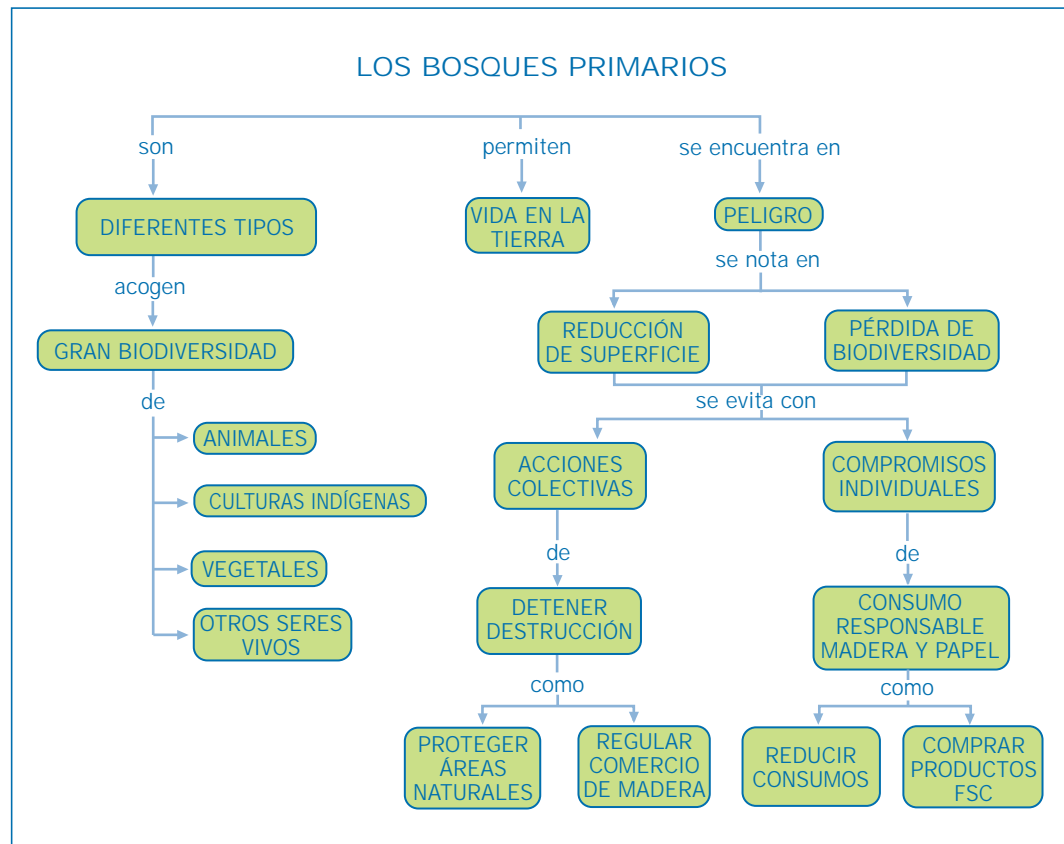 LOS BOSQUES PRIMARIOS
son
permiten
se encuentra en
DIFERENTES TIPOS
VIDA EN LA
TIERRA
PELIGRO
se nota en
acogen
REDUCCIÓN
DE SUPERFICIE
PÉRDIDA DE
BIODIVERSIDAD
GRAN BIODIVERSIDAD
de
se evita con
ANIMALES
CULTURAS INDÍGENAS
VEGETALES
OTROS SERES
VIVOS
ACCIONES
COLECTIVAS
COMPROMISOS
INDIVIDUALES
de
de
DETENER
DESTRUCCIÓN
CONSUMO
RESPONSABLE
MADERA Y PAPEL
como
como
PROTEGER
ÁREAS
NATURALES
REGULAR
COMERCIO
DE MADERA
REDUCIR
CONSUMOS
COMPRAR
PRODUCTOS
FSC